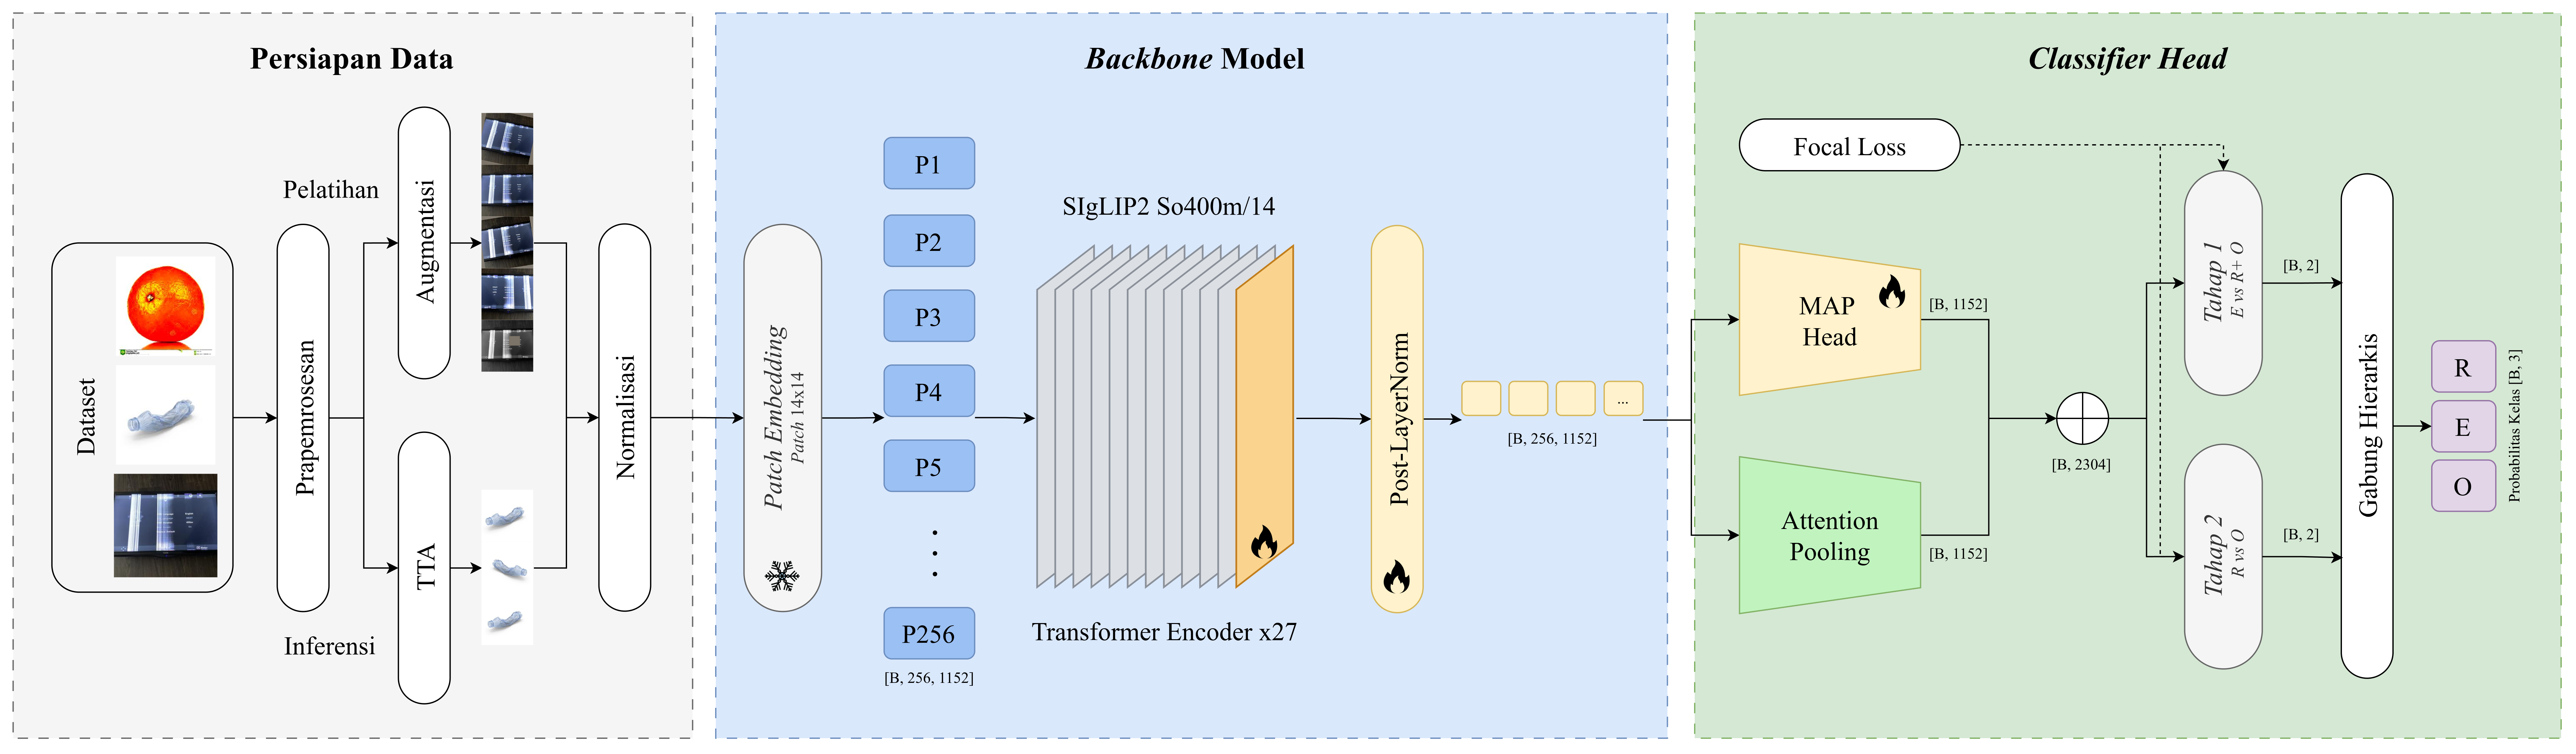 Persiapan Data
Dataset
Prapemrosesan
Pelatihan
Augmentasi
Inferensi
TTA
Normalisasi
Backbone Model
Patch Embedding
Patch 14x14
P1
P2
P3
P4
P5
P256
[B, 256, 1152]
SIgLIP2 So400m/14
Transformer Encoder x27
Post-LayerNorm
...
[B, 256, 1152]
Classifier Head
Focal Loss
MAP
Head
[B, 1152]
Attention
Pooling
[B, 1152]
[B, 2304]
Tahap 1
E vs R+ O
[B, 2]
Tahap 2
R vs O
[B, 2]
Gabung Hierarkis
R
E
O
Probabilitas Kelas [B, 3]